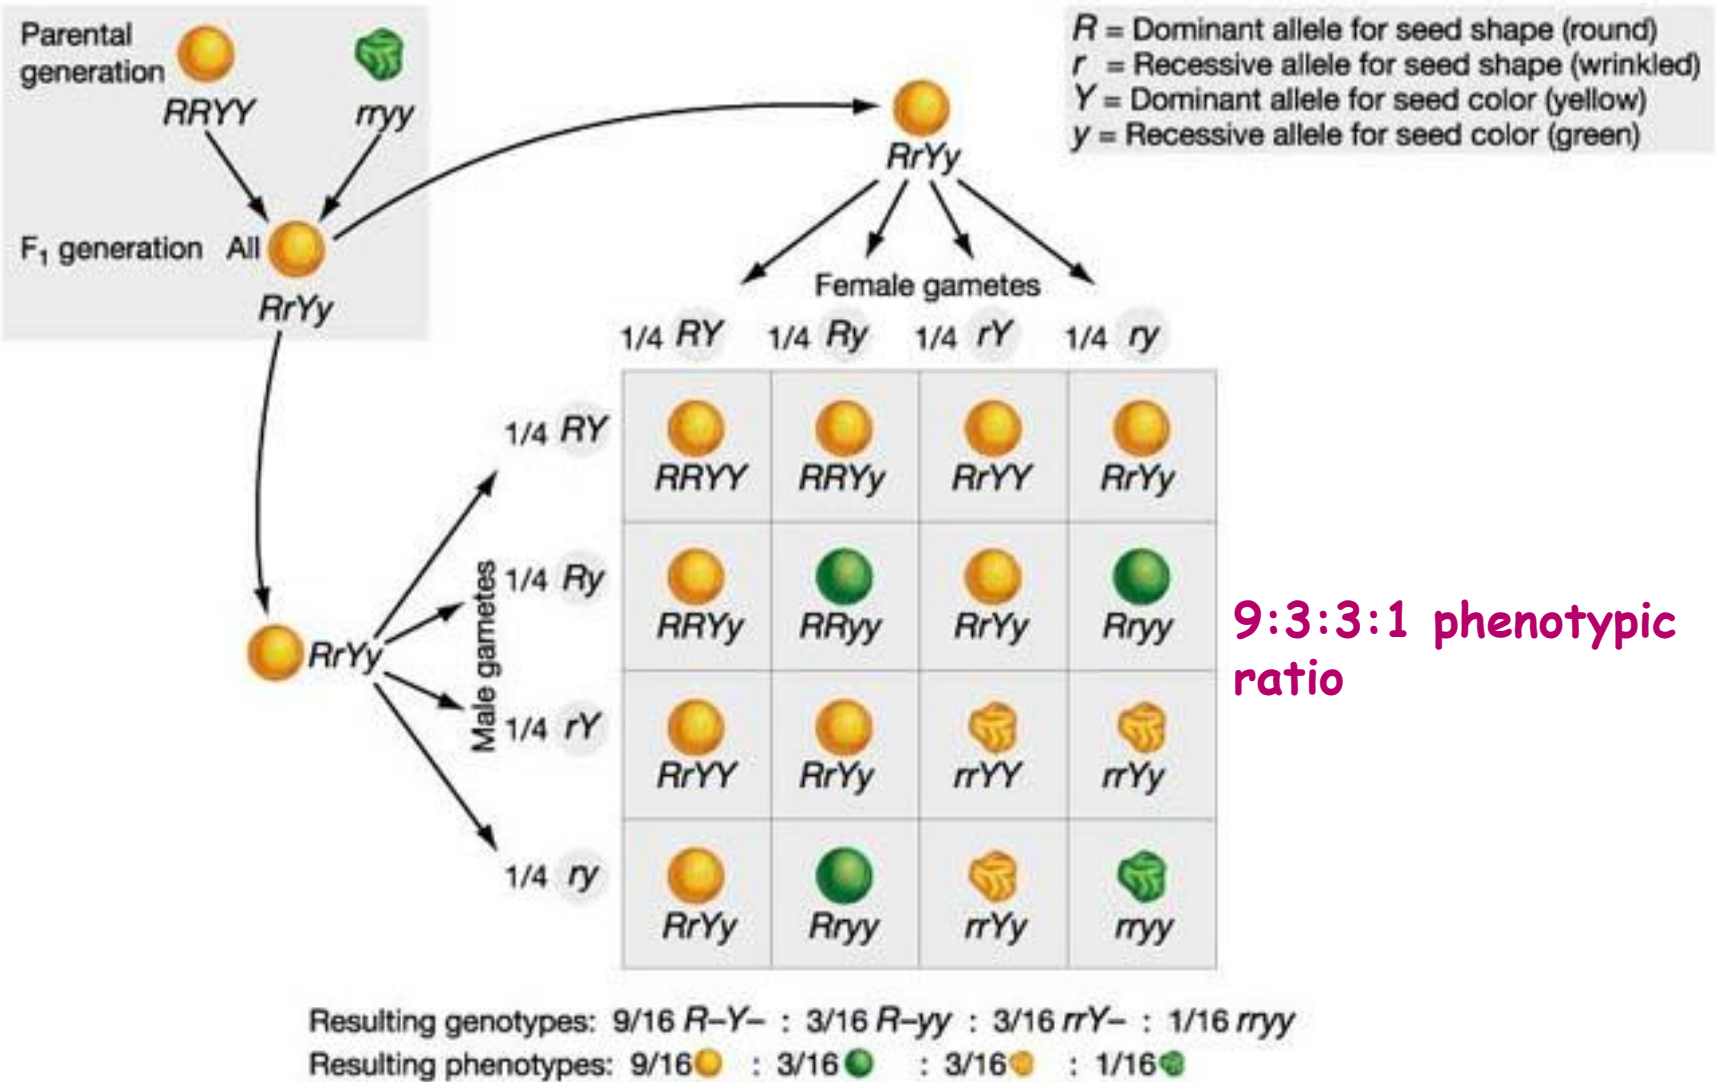 Parental
generation
RRYY
rryy
F₁ generation All
RrYy
R = Dominant allele for seed shape (round)
r = Recessive allele for seed shape (wrinkled)
Y = Dominant allele for seed color (yellow)
y = Recessive allele for seed color (green)
RrYy
Female gametes
1/4 RY 1/4 Ry 1/4 rY 1/4 ry
RrYy
Male gametes
1/4 RY
RRYY RRYy RrYY RrYy
1/4 Ry
RRYy RRyy RrYy Rryy
1/4 rY
RrYY RrYy rrYY rrYy
1/4 ry
RrYy Rryy rrYy rryy
9:3:3:1 phenotypic
ratio
Resulting genotypes: 9/16 R–Y– : 3/16 R–yy : 3/16 rrY– : 1/16 rryy
Resulting phenotypes: 9/16 : 3/16 : 3/16 : 1/16